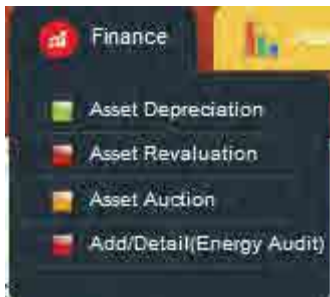 Finance
Asset Depreciation
Asset Revaluation
Asset Auction
Add/Detail(Energy Audit)